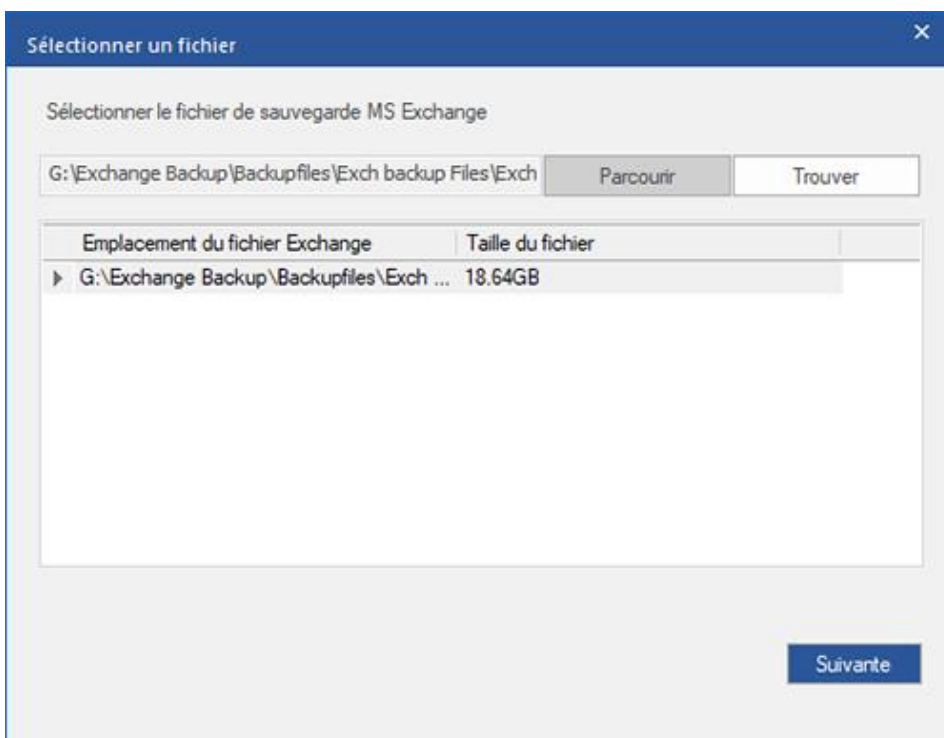 Sélectionner un fichier
Sélectionner le fichier de sauvegarde MS Exchange
G:\Exchange Backup\Backupfiles\Exch backup Files\Exch Parcourir Trouver
Emplacement du fichier Exchange Taille du fichier
G:\Exchange Backup\Backupfiles\Exch ... 18.64GB
Suivante